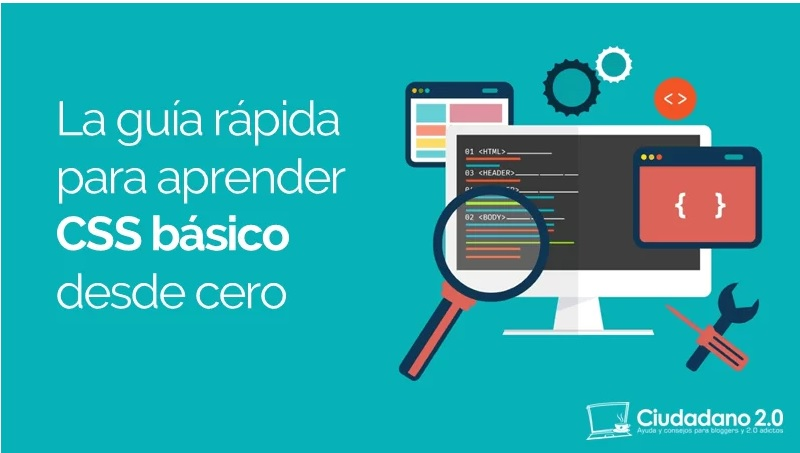 La guía rápida
para aprender
CSS básico
desde cero
01 <HTML>
03 <HEADER>
02 <BODY>
< >
{ }
Ciudadano 2.0
Ayuda y consejos para bloggers y 2.0 adictos